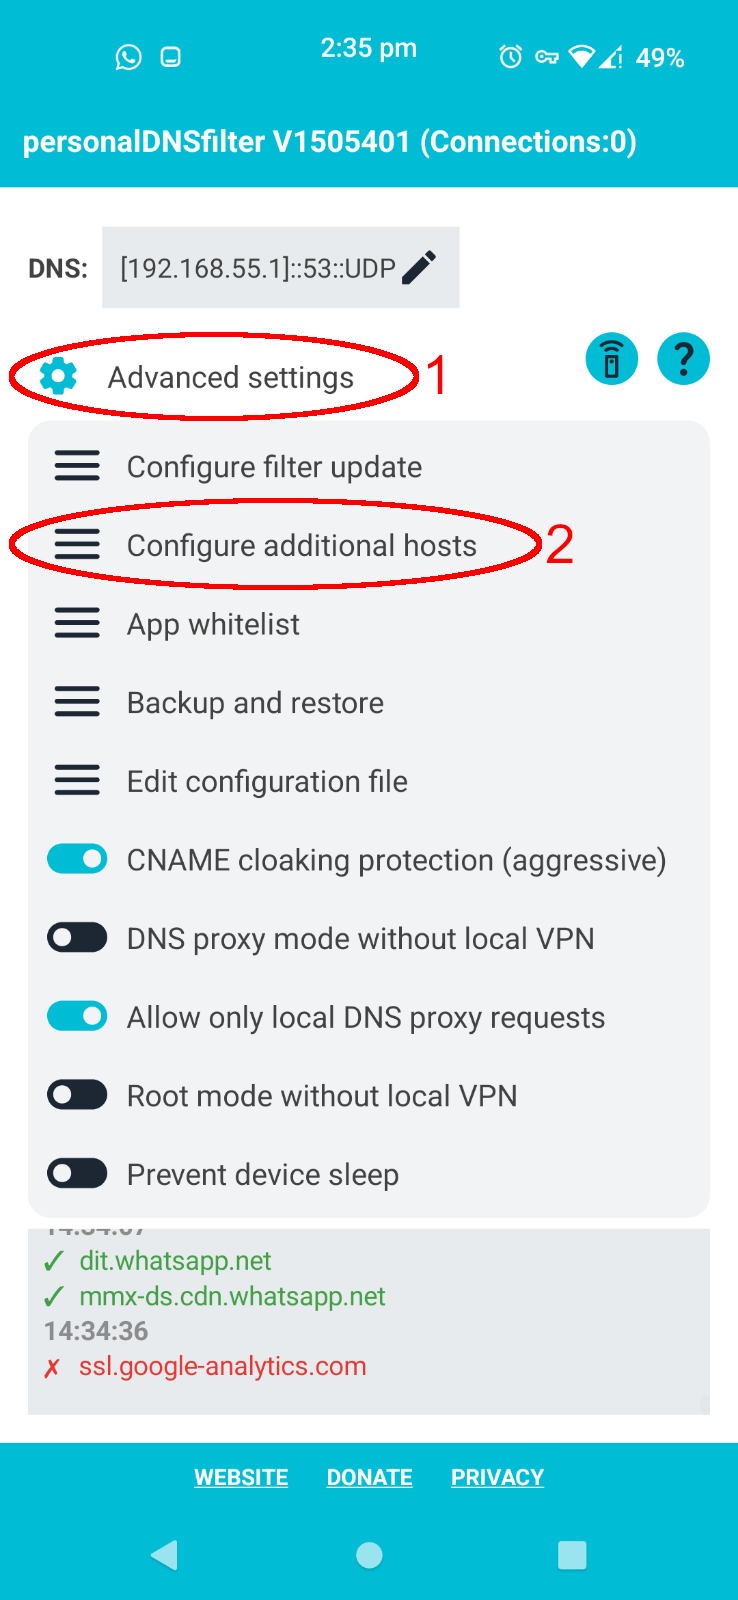 2:35 pm
49%
personalDNSfilter V1505401 (Connections:0)
DNS: [192.168.55.1]::53::UDP
Advanced settings 1
?
Configure filter update
Configure additional hosts 2
App whitelist
Backup and restore
Edit configuration file
CNAME cloaking protection (aggressive)
DNS proxy mode without local VPN
Allow only local DNS proxy requests
Root mode without local VPN
Prevent device sleep
✓ dit.whatsapp.net
✓ mmx-ds.cdn.whatsapp.net
14:34:36
✗ ssl.google-analytics.com
WEBSITE DONATE PRIVACY